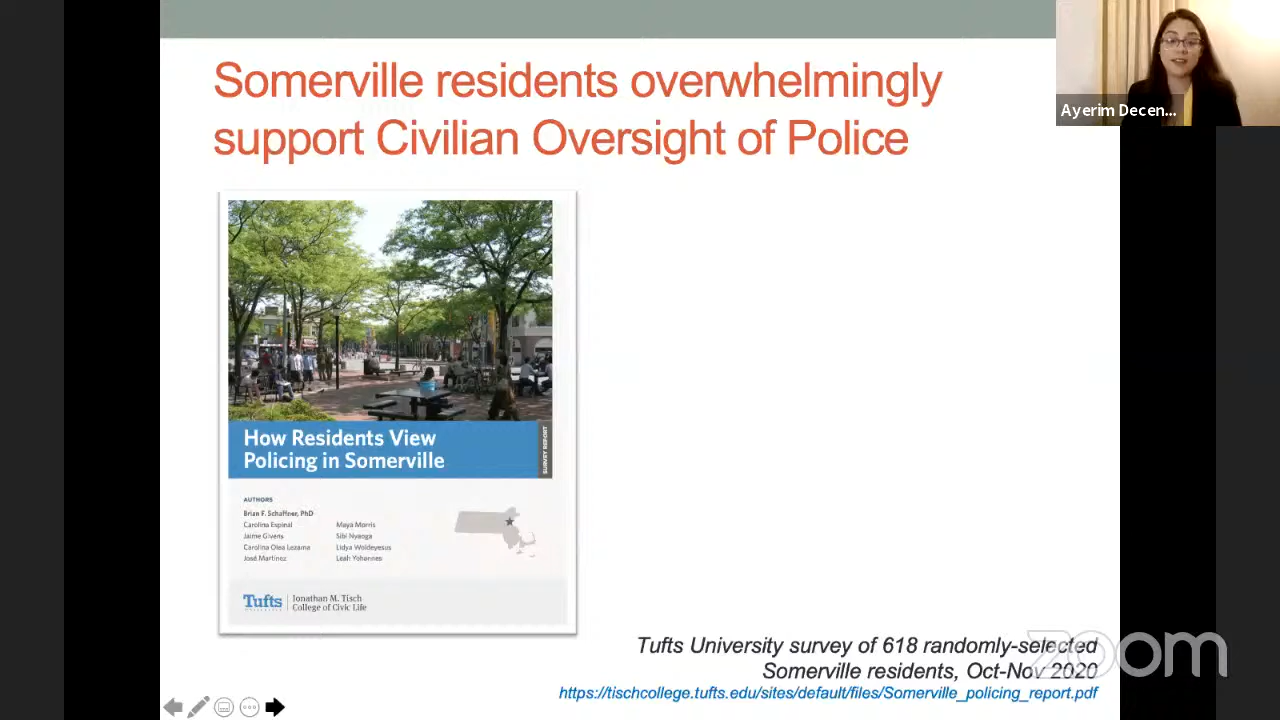 Somerville residents overwhelmingly
support Civilian Oversight of Police
Ayerim Decen...
How Residents View
Policing in Somerville
SURVEY REPORT
AUTHORS
Brian F. Schaffner, PhD
Carolina Espinal
Jaime Givens
Carolina Olea Lezama
José Martinez
Maya Morris
Sibi Nyaoga
Lidya Woldeyesus
Leah Yohannes
Tufts
UNIVERSITY
Jonathan M. Tisch
College of Civic Life
Tufts University survey of 618 randomly-selected
Somerville residents, Oct-Nov 2020
https://tischcollege.tufts.edu/sites/default/files/Somerville_policing_report.pdf
zoom